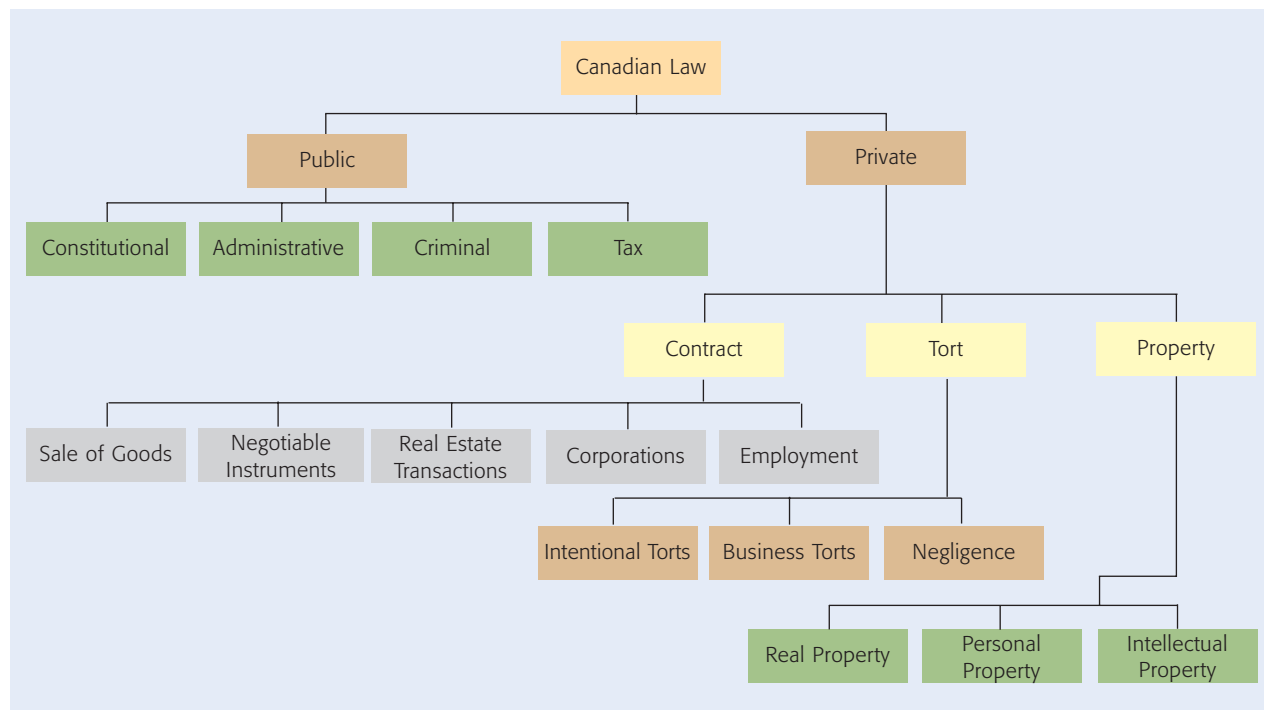 Canadian Law
Public
Private
Constitutional
Administrative
Criminal
Tax
Contract
Tort
Property
Sale of Goods
Negotiable
Instruments
Real Estate
Transactions
Corporations
Employment
Intentional Torts
Business Torts
Negligence
Real Property
Personal
Property
Intellectual
Property